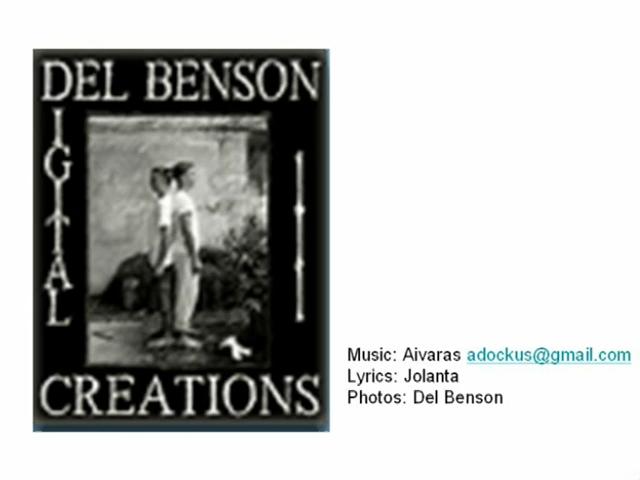 DEL BENSON
IGITAL
CREATIONS
Music: Aivaras adockus@gmail.com
Lyrics: Jolanta
Photos: Del Benson